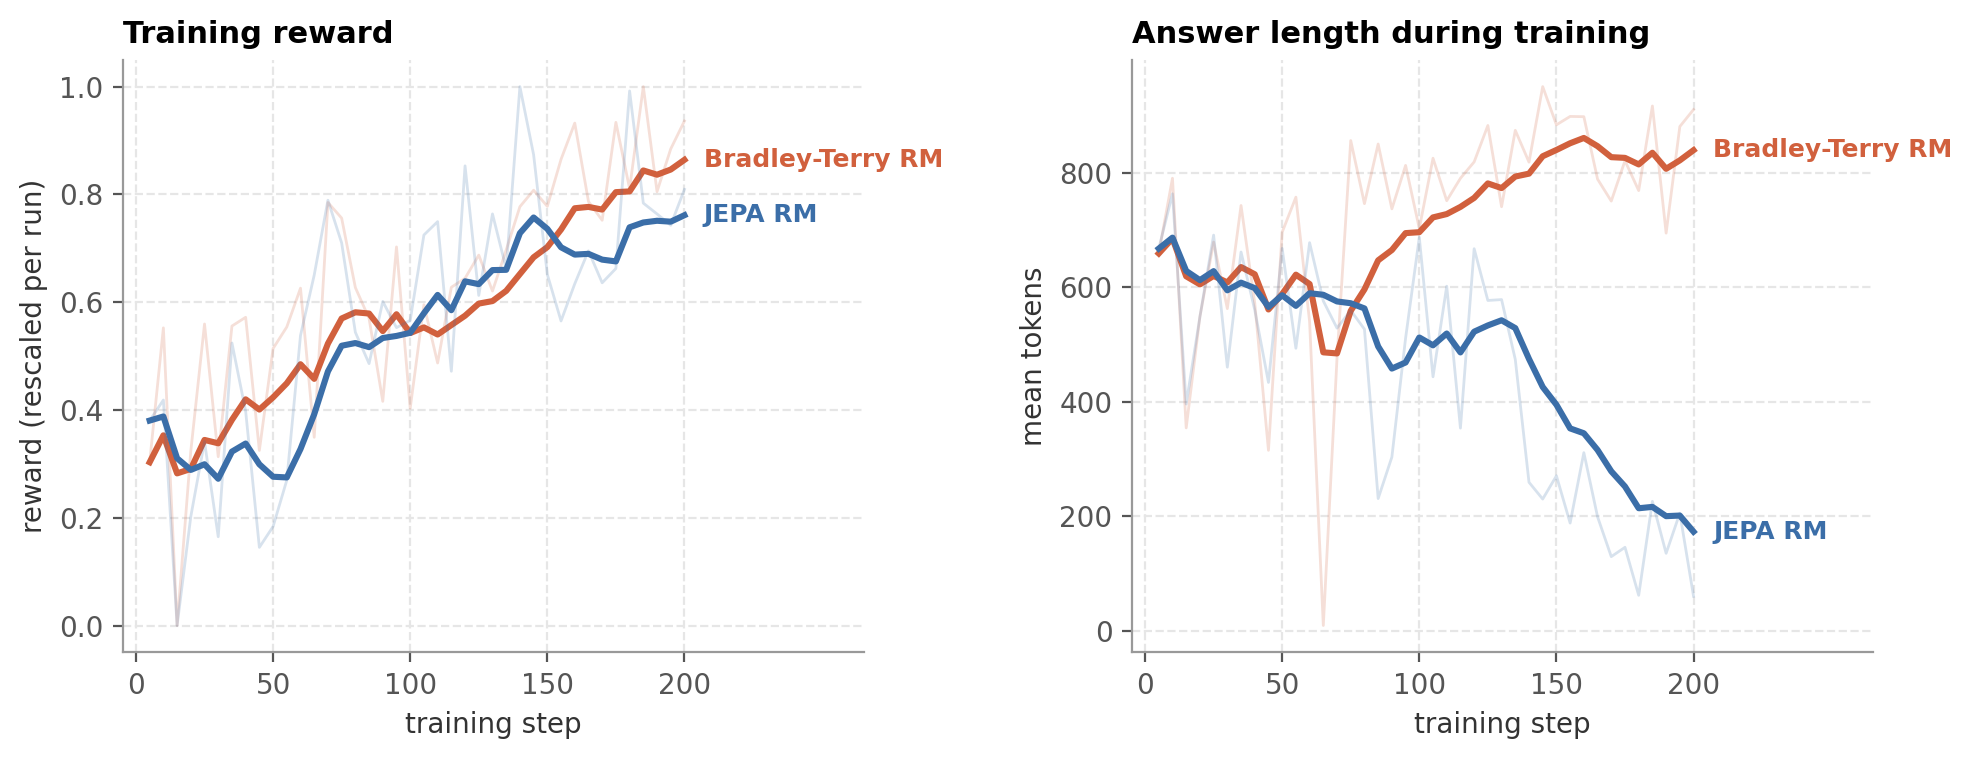 Training reward
reward (rescaled per run)
1.0
0.8
0.6
0.4
0.2
0.0
Bradley-Terry RM
JEPA RM
0 50 100 150 200
training step
Answer length during training
mean tokens
800
600
400
200
0
Bradley-Terry RM
JEPA RM
0 50 100 150 200
training step